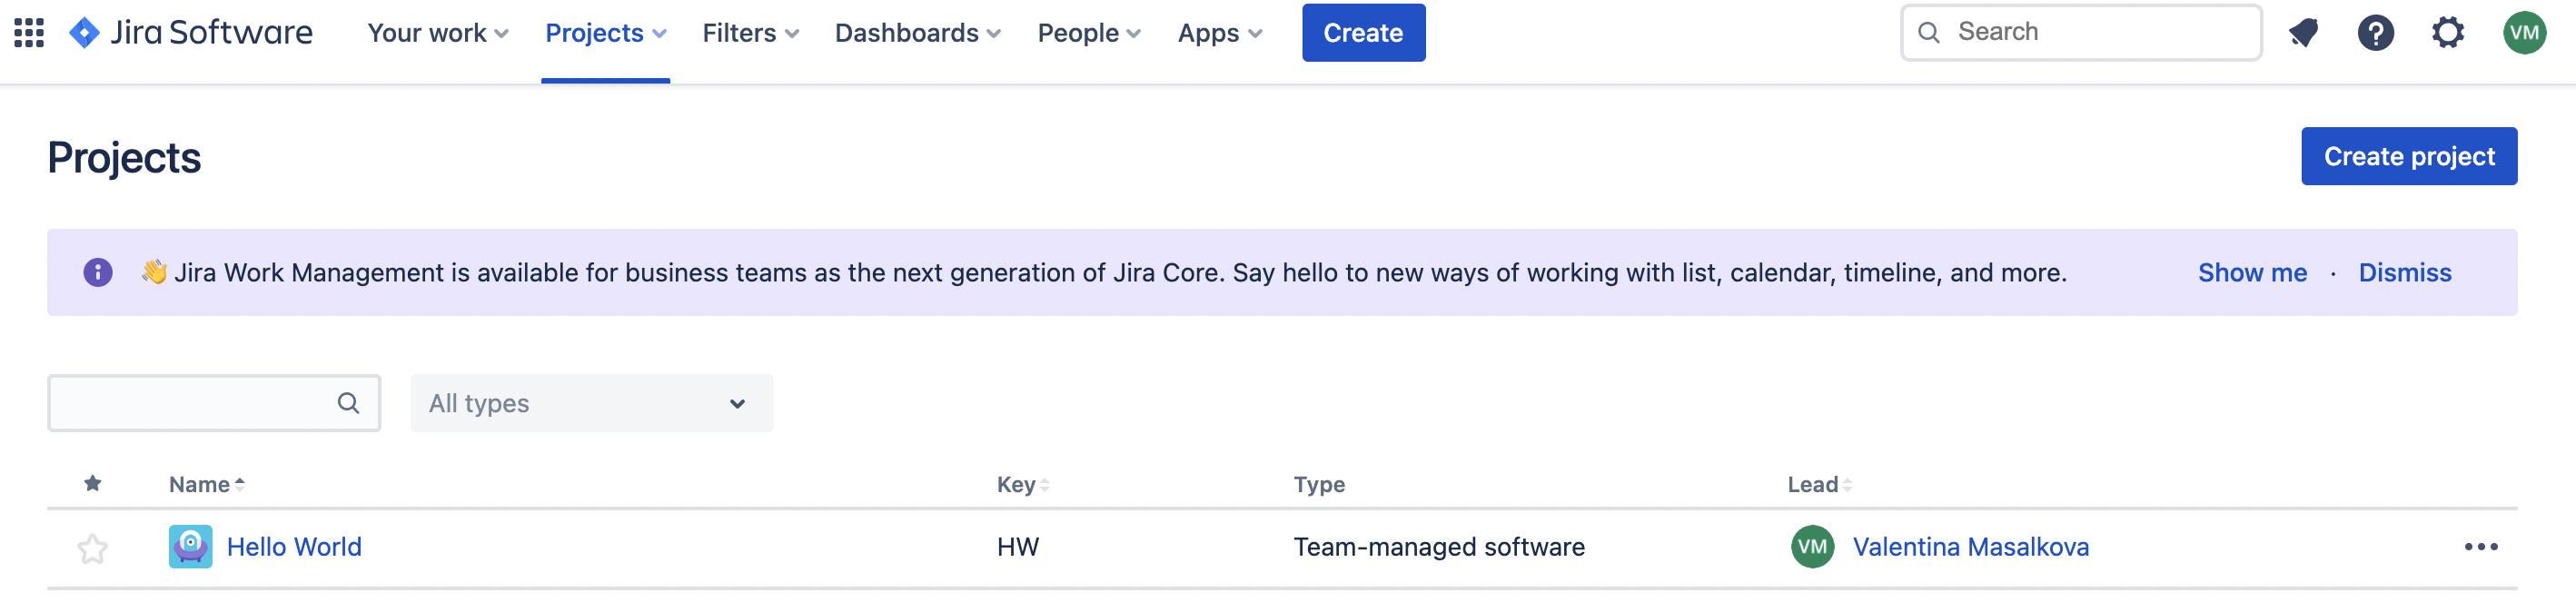 Jira Software Your work Projects Filters Dashboards People Apps Create Search ? VM
Projects Create project
👋 Jira Work Management is available for business teams as the next generation of Jira Core. Say hello to new ways of working with list, calendar, timeline, and more. Show me · Dismiss
All types
Name Key Type Lead
Hello World HW Team-managed software VM Valentina Masalkova •••